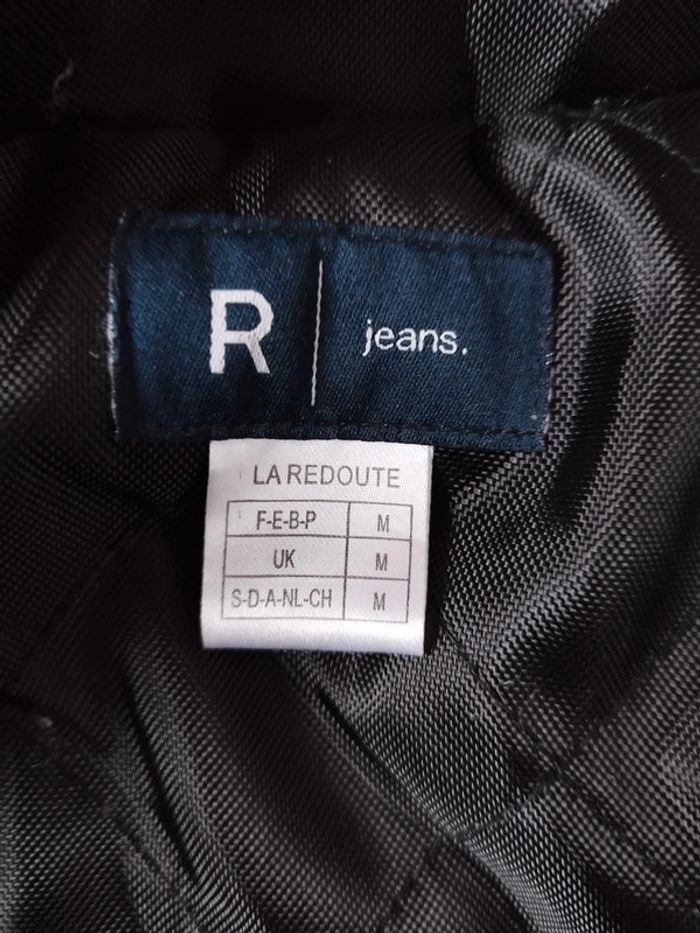 R jeans.
LA REDOUTE
F-E-B-P M
UK M
S-D-A-NL-CH M